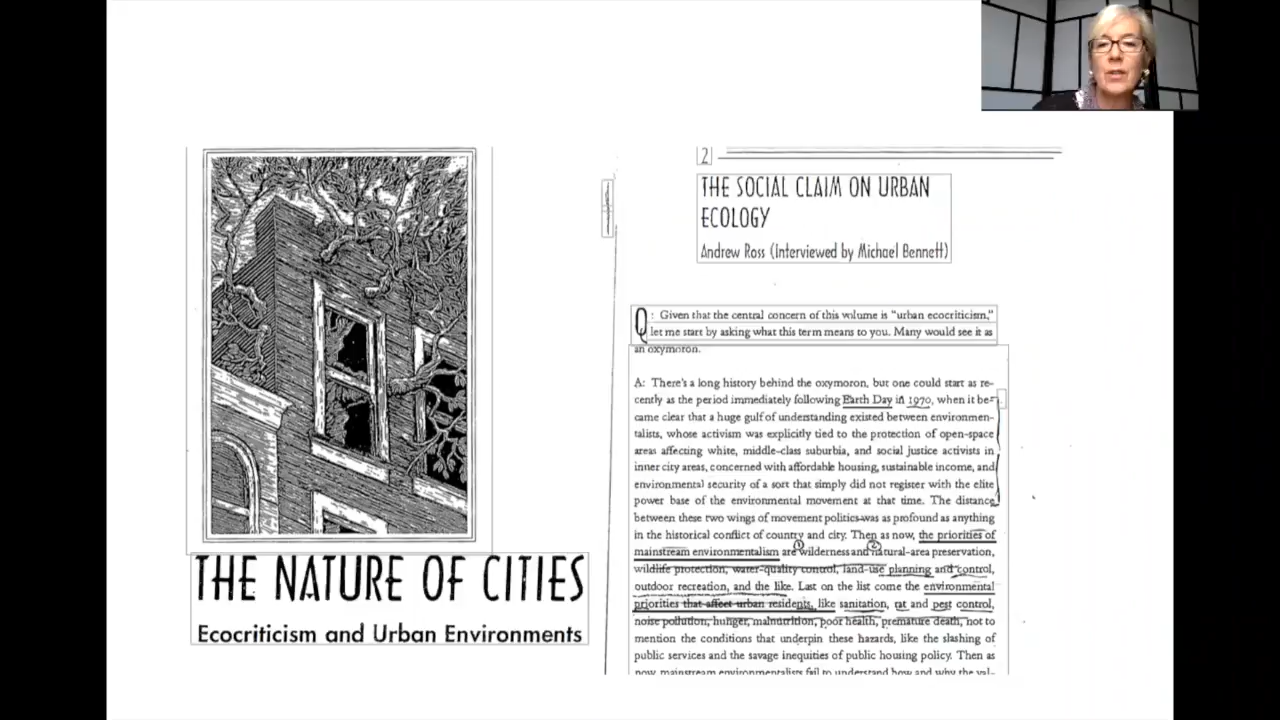 THE NATURE OF CITIES
Ecocriticism and Urban Environments
2
THE SOCIAL CLAIM ON URBAN
ECOLOGY
Andrew Ross (Interviewed by Michael Bennett)
Q: Given that the central concern of this volume is "urban ecocriticism,"
let me start by asking what this term means to you. Many would see it as
an oxymoron.
A: There's a long history behind the oxymoron, but one could start as re-
cently as the period immediately following Earth Day in 1970, when it be-
came clear that a huge gulf of understanding existed between environmen-
talists, whose activism was explicitly tied to the protection of open-space
areas affecting white, middle-class suburbia, and social justice activists in
inner city areas, concerned with affordable housing, sustainable income, and
environmental security of a sort that simply did not register with the elite
power base of the environmental movement at that time. The distance
between these two wings of movement politics was as profound as anything
in the historical conflict of country and city. Then as now, the priorities of
mainstream environmentalism are wilderness and natural-area preservation,
wildlife protection, water-quality control, land-use planning and control,
outdoor recreation, and the like. Last on the list come the environmental
priorities that affect urban residents, like sanitation, rat and pest control,
noise pollution, hunger, malnutrition, poor health, premature death, not to
mention the conditions that underpin these hazards, like the slashing of
public services and the savage inequities of public housing policy. Then as
now, mainstream environmentalists fail to understand how and why the val-